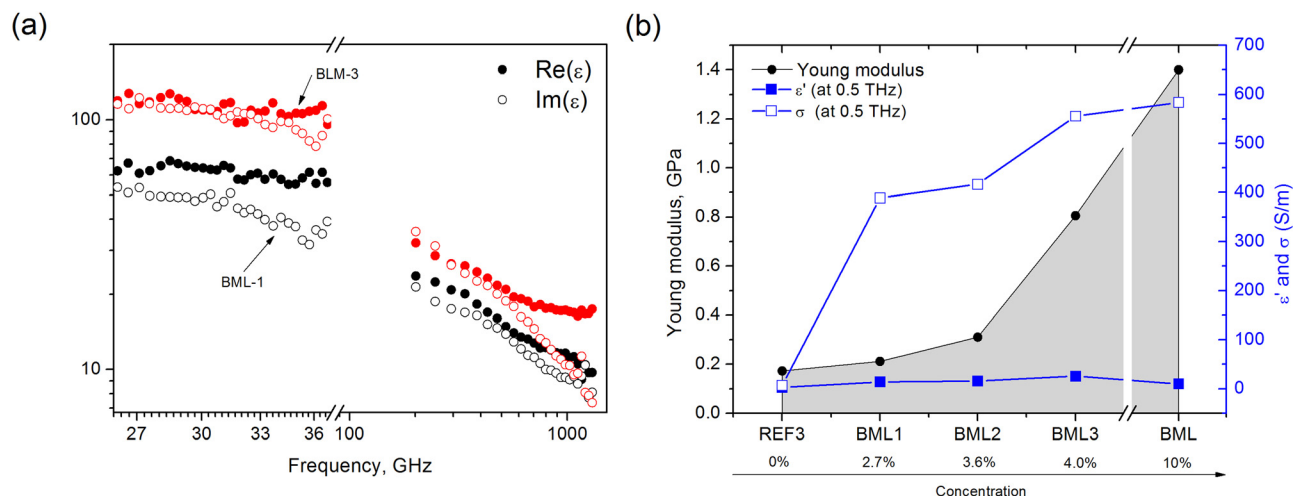 (a)
BLM-3
Re(ε)
Im(ε)
100
10
BML-1
27
30
33
36
100
1000
Frequency, GHz
(b)
Young modulus
ε' (at 0.5 THz)
σ (at 0.5 THz)
1.4
1.2
1.0
0.8
0.6
0.4
0.2
0.0
Young modulus, GPa
700
600
500
400
300
200
100
0
ε' and σ (S/m)
REF3 BML1 BML2 BML3 BML
0% 2.7% 3.6% 4.0% 10%
Concentration